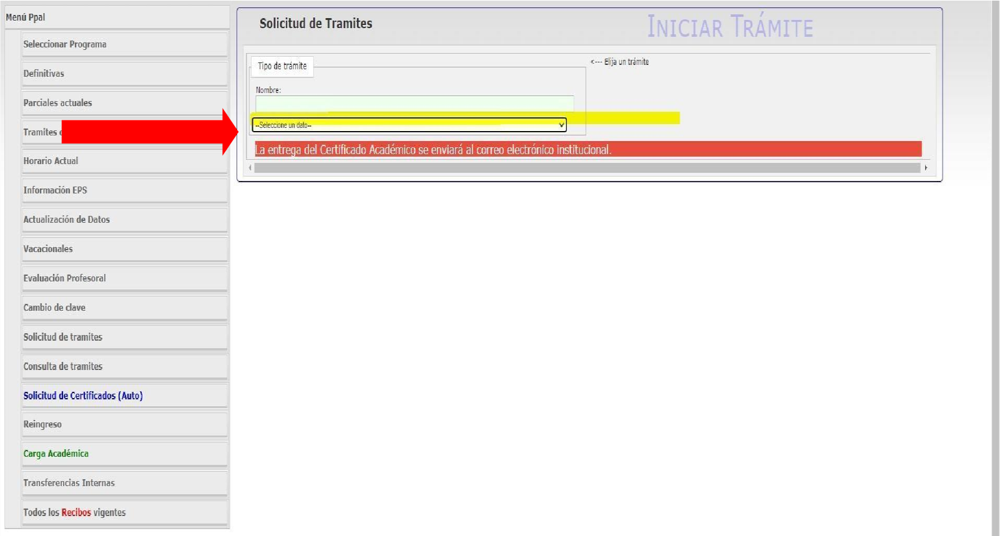 Menú Ppal
Seleccionar Programa
Definitivas
Parciales actuales
Tramites
Horario Actual
Información EPS
Actualización de Datos
Vacacionales
Evaluación Profesoral
Cambio de clave
Solicitud de tramites
Consulta de tramites
Solicitud de Certificados (Auto)
Reingreso
Carga Académica
Transferencias Internas
Todos los Recibos vigentes
Solicitud de Tramites
INICIAR TRÁMITE
Tipo de trámite
<--- Elija un trámite
Nombre:
--Seleccione un dato--
La entrega del Certificado Académico se enviará al correo electrónico institucional.